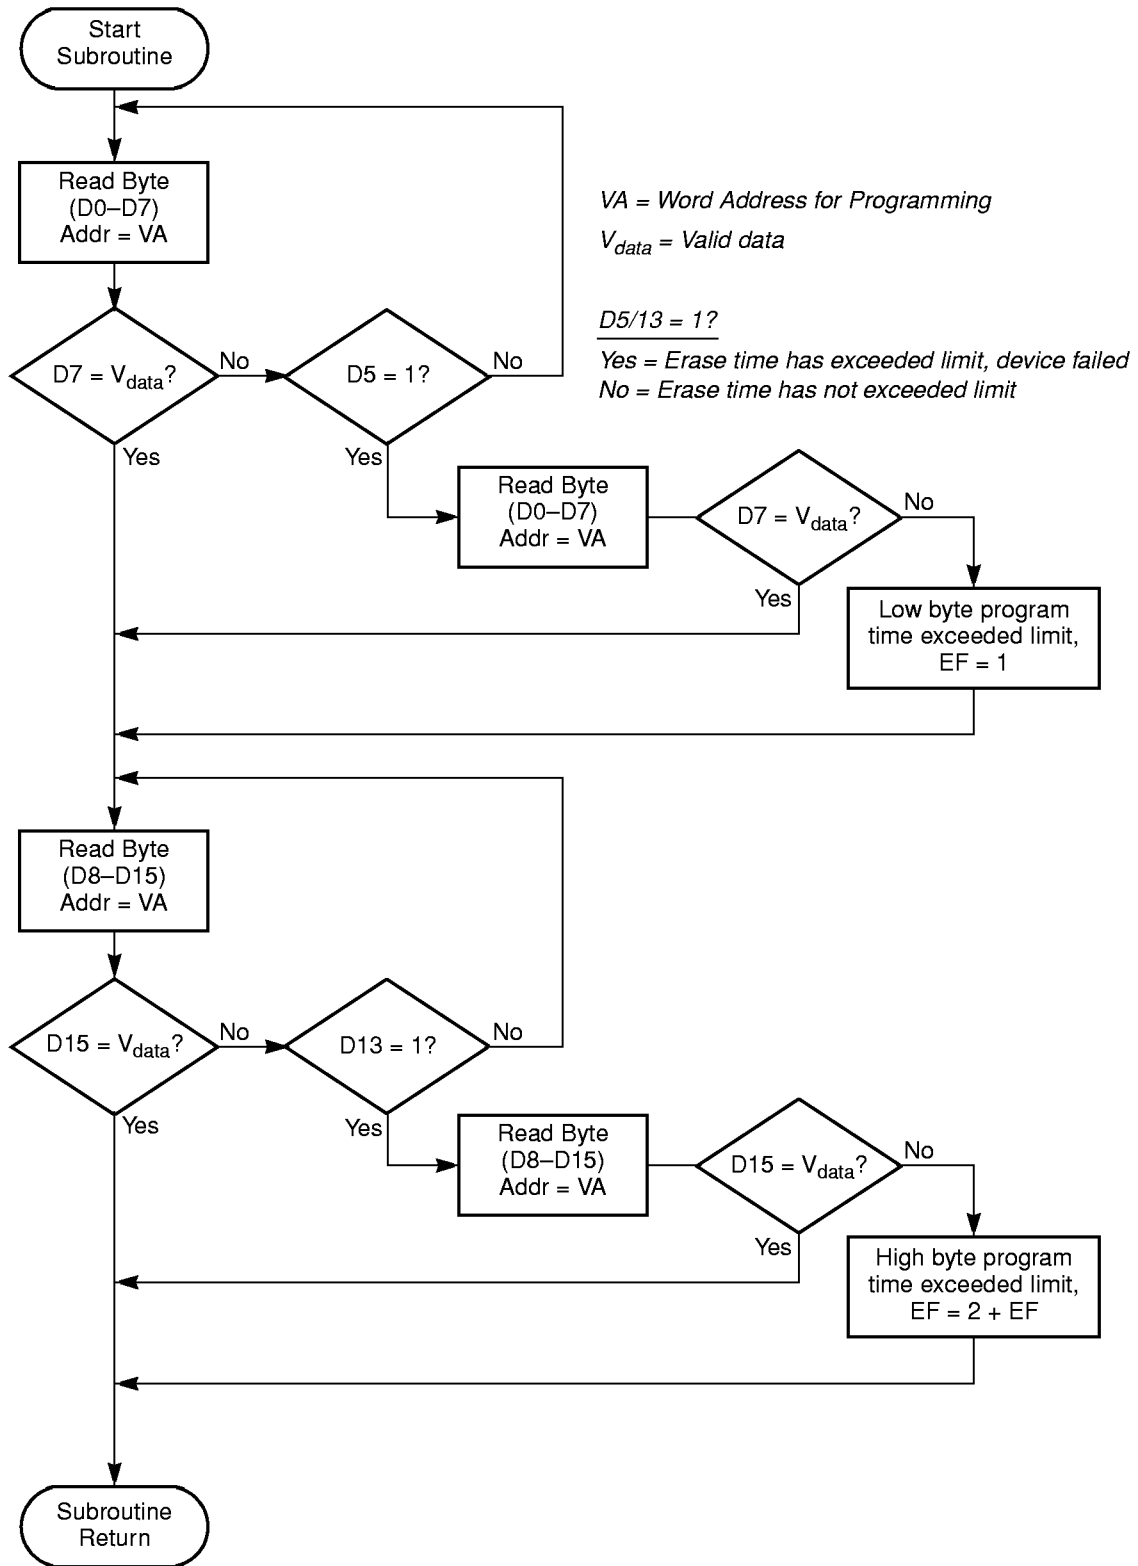 Start
Subroutine
Read Byte
(D0–D7)
Addr = VA
VA = Word Address for Programming
Vdata = Valid data
D5/13 = 1?
Yes = Erase time has exceeded limit, device failed
No = Erase time has not exceeded limit
D7 = Vdata?
No
D5 = 1?
No
Yes
Yes
Read Byte
(D0–D7)
Addr = VA
D7 = Vdata?
No
Yes
Low byte program
time exceeded limit,
EF = 1
Read Byte
(D8–D15)
Addr = VA
D15 = Vdata?
No
D13 = 1?
No
Yes
Yes
Read Byte
(D8–D15)
Addr = VA
D15 = Vdata?
No
Yes
High byte program
time exceeded limit,
EF = 2 + EF
Subroutine
Return